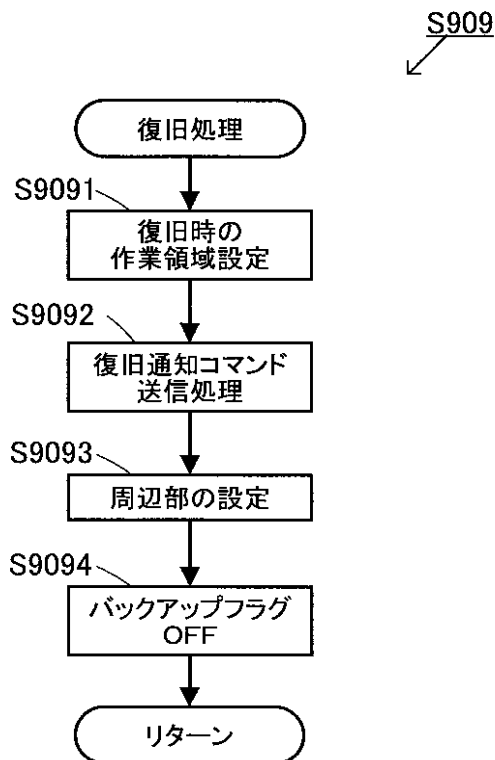 S909
復旧処理
S9091
復旧時の
作業領域設定
S9092
復旧通知コマンド
送信処理
S9093
周辺部の設定
S9094
バックアップフラグ
OFF
リターン